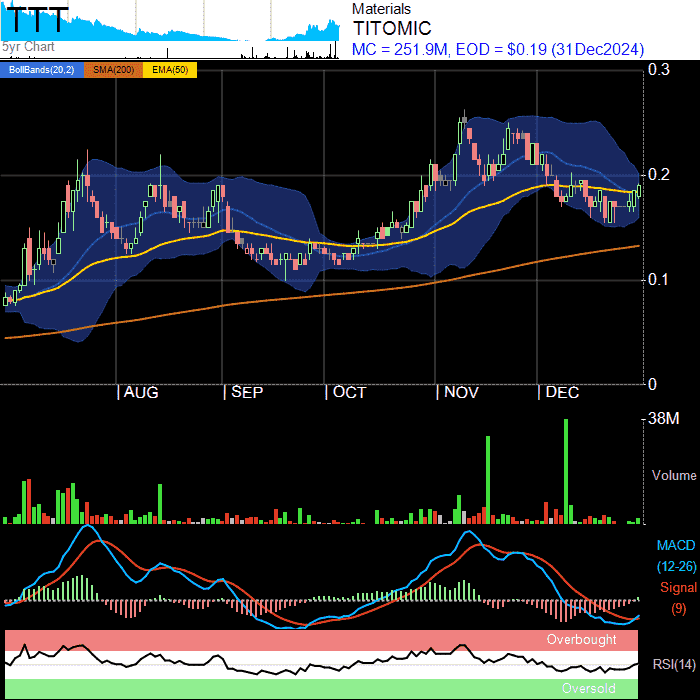 TTT
5yr Chart
Materials
TITOMIC
MC = 251.9M, EOD = $0.19 (31Dec2024)
BollBands(20,2) SMA(200) EMA(50)
0.3
0.2
0.1
0
| AUG | SEP | OCT | NOV | DEC
38M
Volume
MACD
(12-26)
Signal
(9)
Overbought
RSI(14)
Oversold